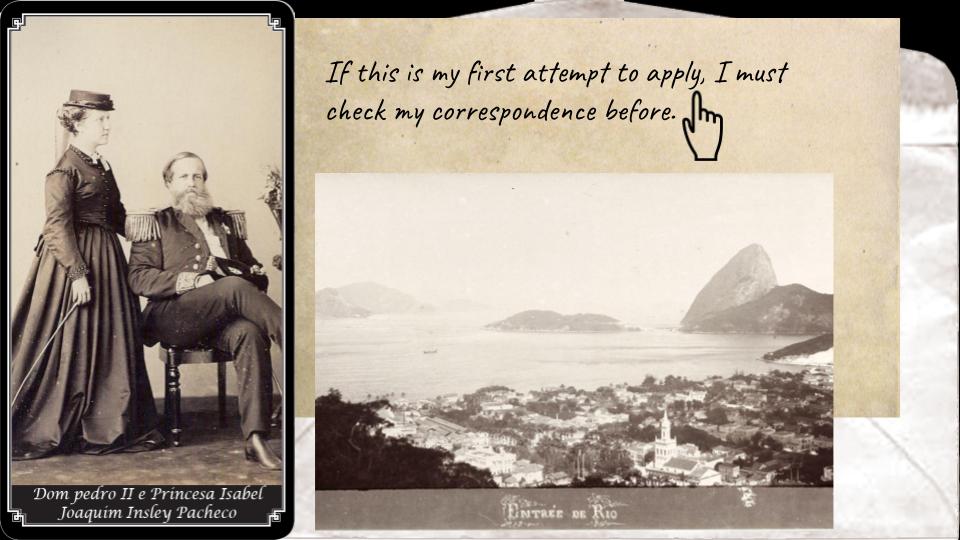 If this is my first attempt to apply, I must
check my correspondence before.
Dom pedro II e Princesa Isabel
Joaquim Insley Pacheco
ENTRÉE DE RIO